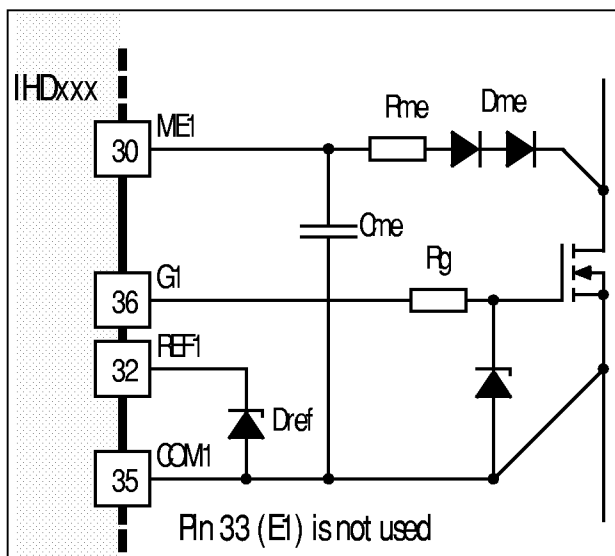 IHDxxx
ME1
Rme
Dme
30
Cme
G1
Rg
36
REF1
32
Dref
COM1
35
Pin 33 (E1) is not used